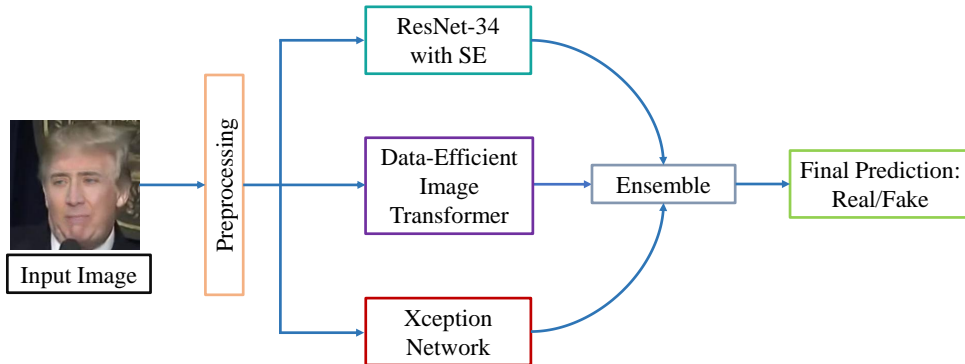 Input Image
Preprocessing
ResNet-34
with SE
Data-Efficient
Image
Transformer
Xception
Network
Ensemble
Final Prediction:
Real/Fake